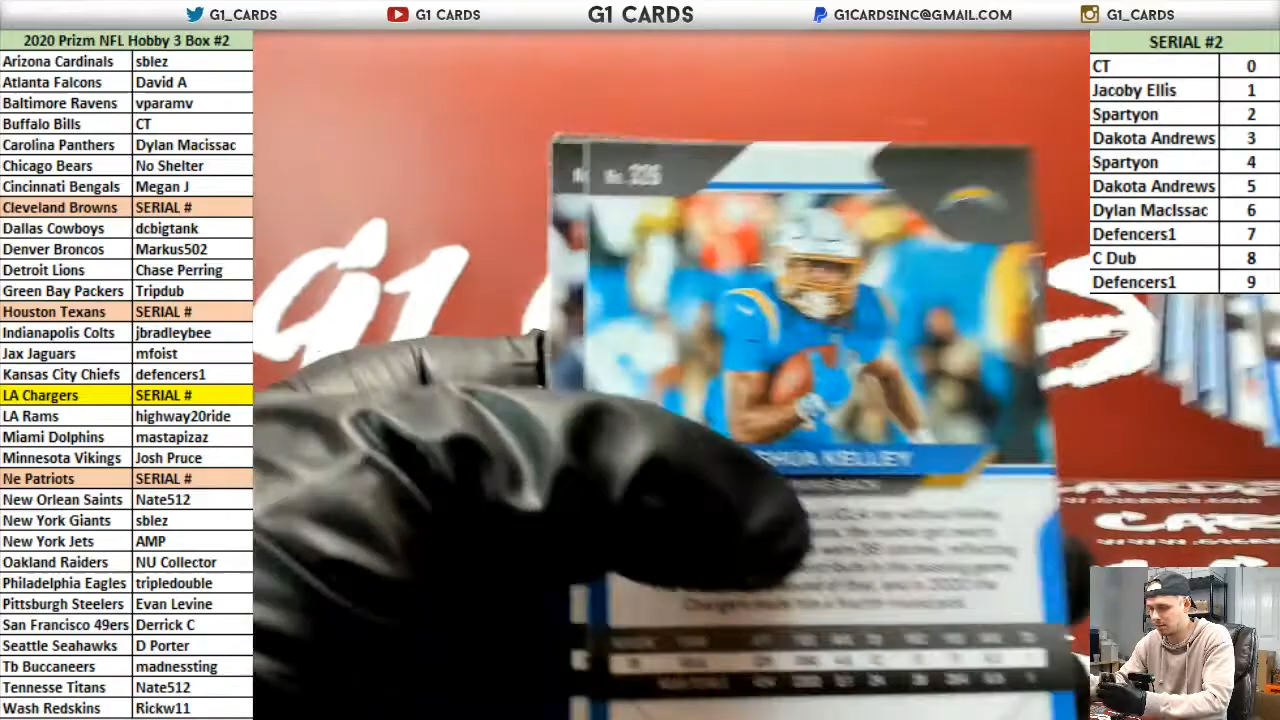 G1_CARDS
G1 CARDS
G1 CARDS
G1CARDSINC@GMAIL.COM
G1_CARDS
2020 Prizm NFL Hobby 3 Box #2
Arizona Cardinals sblez
Atlanta Falcons David A
Baltimore Ravens vparamv
Buffalo Bills CT
Carolina Panthers Dylan Macissac
Chicago Bears No Shelter
Cincinnati Bengals Megan J
Cleveland Browns SERIAL #
Dallas Cowboys dcbigtank
Denver Broncos Markus502
Detroit Lions Chase Perring
Green Bay Packers Tripdub
Houston Texans SERIAL #
Indianapolis Colts jbradleybee
Jax Jaguars mfoist
Kansas City Chiefs defencers1
LA Chargers SERIAL #
LA Rams highway20ride
Miami Dolphins mastapizaz
Minnesota Vikings Josh Pruce
Ne Patriots SERIAL #
New Orlean Saints Nate512
New York Giants sblez
New York Jets AMP
Oakland Raiders NU Collector
Philadelphia Eagles tripledouble
Pittsburgh Steelers Evan Levine
San Francisco 49ers Derrick C
Seattle Seahawks D Porter
Tb Buccaneers madnessting
Tennesse Titans Nate512
Wash Redskins Rickw11
G1
HUA KELLEY
SERIAL #2
CT 0
Jacoby Ellis 1
Spartyon 2
Dakota Andrews 3
Spartyon 4
Dakota Andrews 5
Dylan MacIssac 6
Defencers1 7
C Dub 8
Defencers1 9